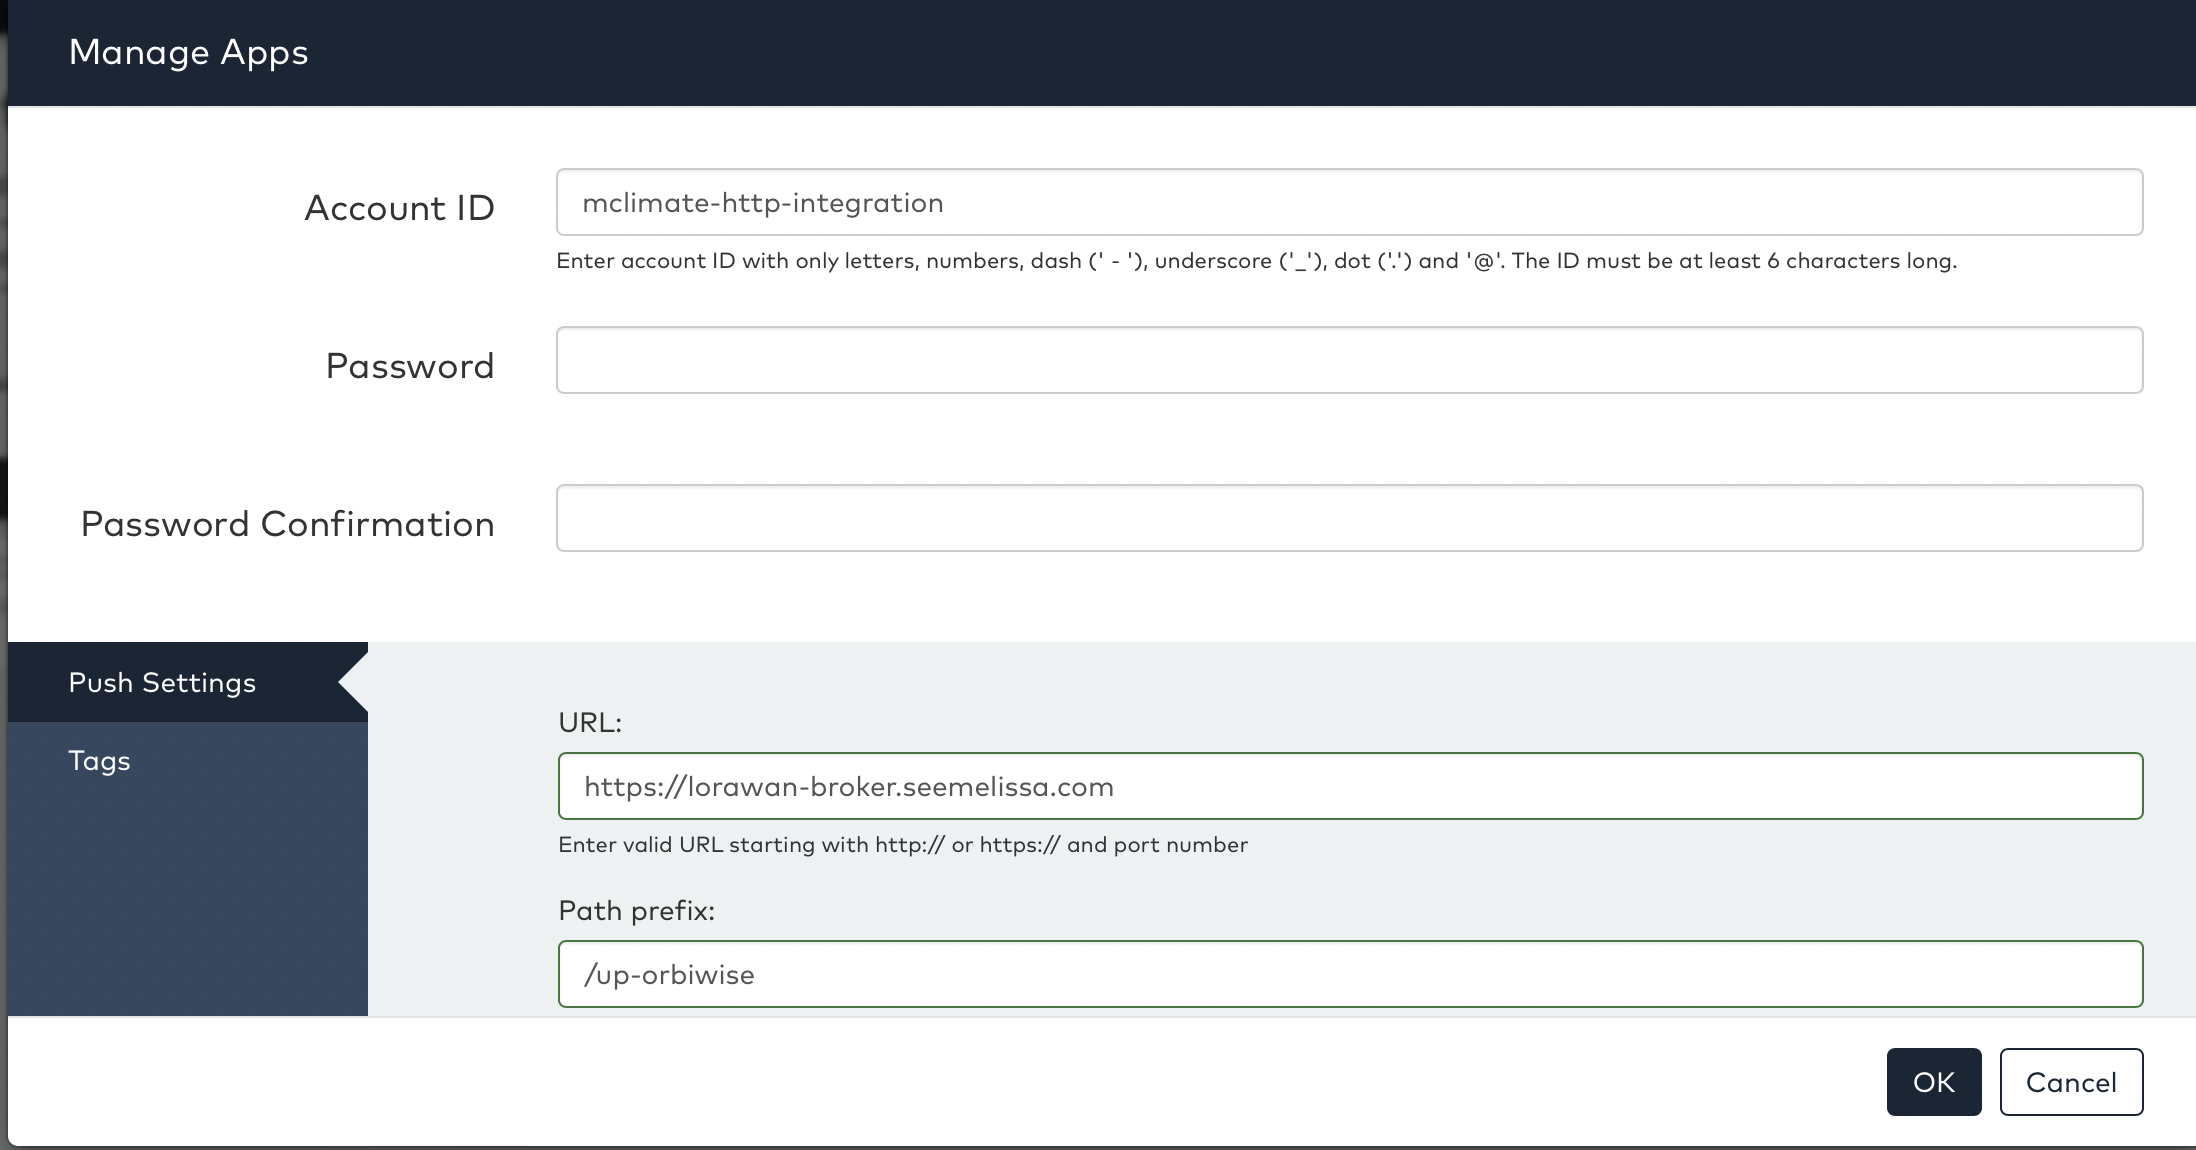 Manage Apps
Account ID
mclimate-http-integration
Enter account ID with only letters, numbers, dash (' - '), underscore ('_'), dot ('.') and '@'. The ID must be at least 6 characters long.
Password
Password Confirmation
Push Settings
Tags
URL:
https://lorawan-broker.seemelissa.com
Enter valid URL starting with http:// or https:// and port number
Path prefix:
/up-orbiwise
OK
Cancel